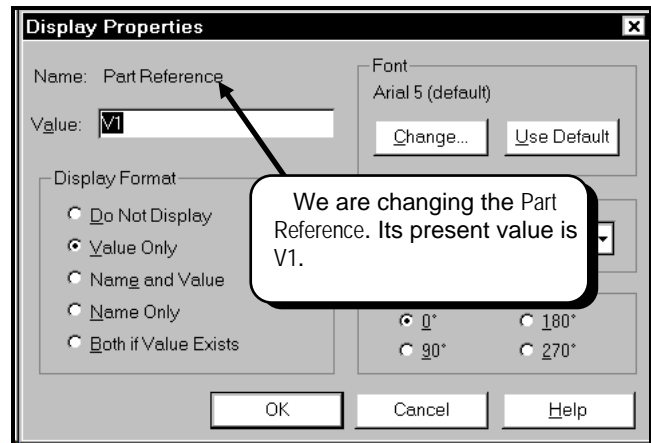 Display Properties
Name: Part Reference
Value: V1
Font
Arial 5 (default)
Change...
Use Default
Display Format
Do Not Display
Value Only
Name and Value
Name Only
Both if Value Exists
We are changing the Part
Reference. Its present value is
V1.
0°
180°
90°
270°
OK
Cancel
Help